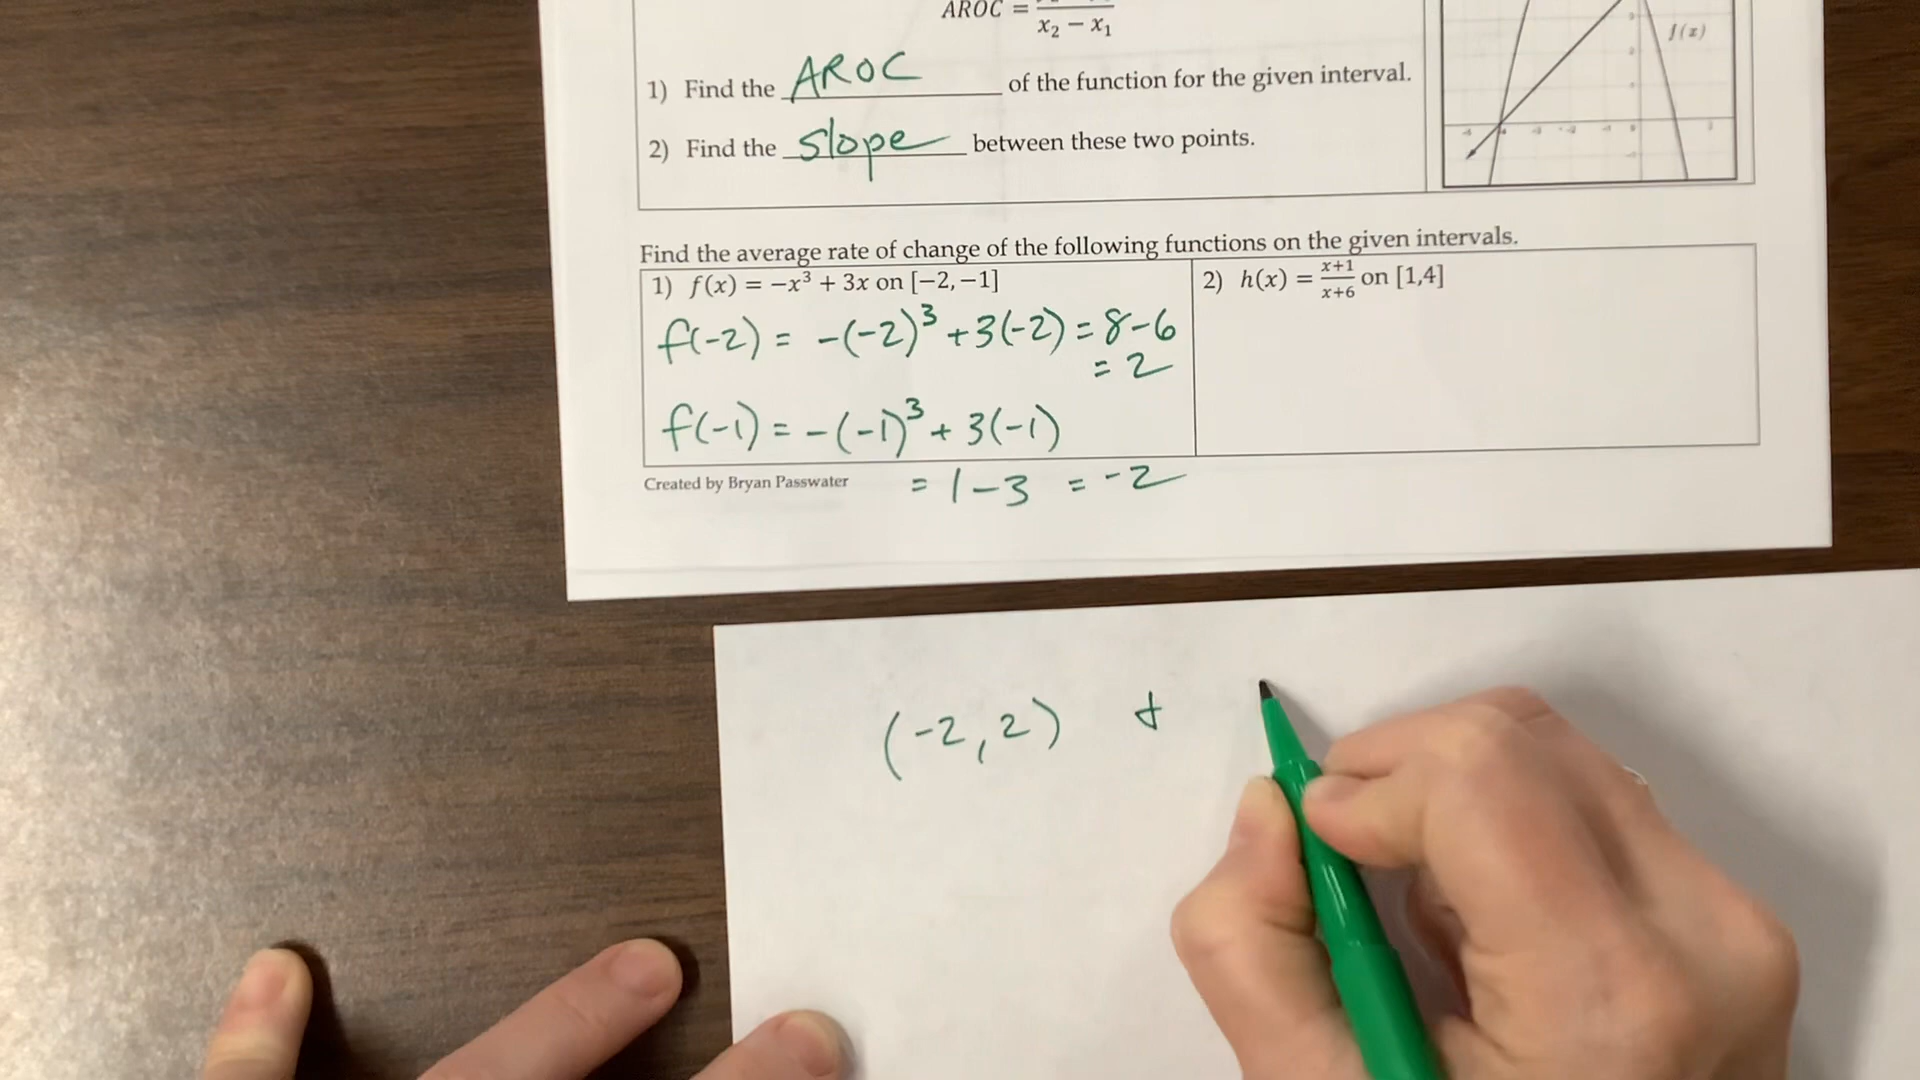 AROC = x₂ − x₁
f(x)
1) Find the AROC of the function for the given interval.
2) Find the slope between these two points.
Find the average rate of change of the following functions on the given intervals.
1) f(x) = −x³ + 3x on [−2, −1]
f(-2) = -(-2)³ + 3(-2) = 8 - 6
= 2
f(-1) = -(-1)³ + 3(-1)
= 1 - 3 = -2
2) h(x) = x+1/x+6 on [1,4]
Created by Bryan Passwater
(-2, 2) +